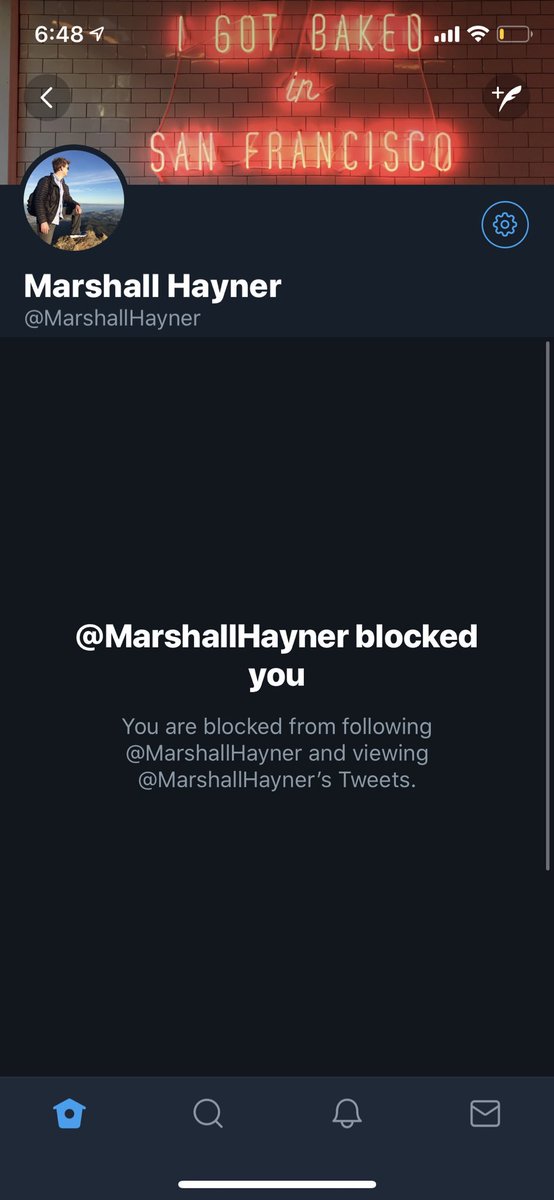 6:48
I GOT BAKED
in
SAN FRANCISCO
Marshall Hayner
@MarshallHayner
@MarshallHayner blocked
you
You are blocked from following
@MarshallHayner and viewing
@MarshallHayner’s Tweets.